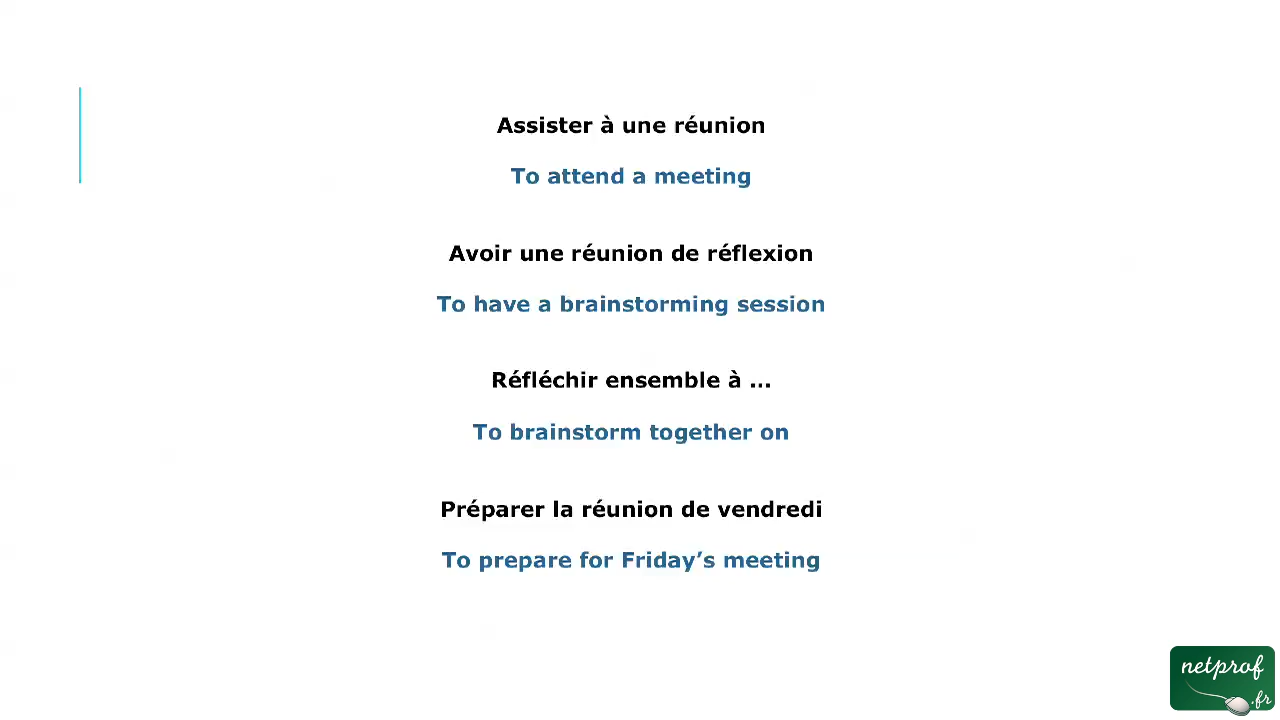 Assister à une réunion
To attend a meeting
Avoir une réunion de réflexion
To have a brainstorming session
Réfléchir ensemble à ...
To brainstorm together on
Préparer la réunion de vendredi
To prepare for Friday’s meeting
netprof
.fr